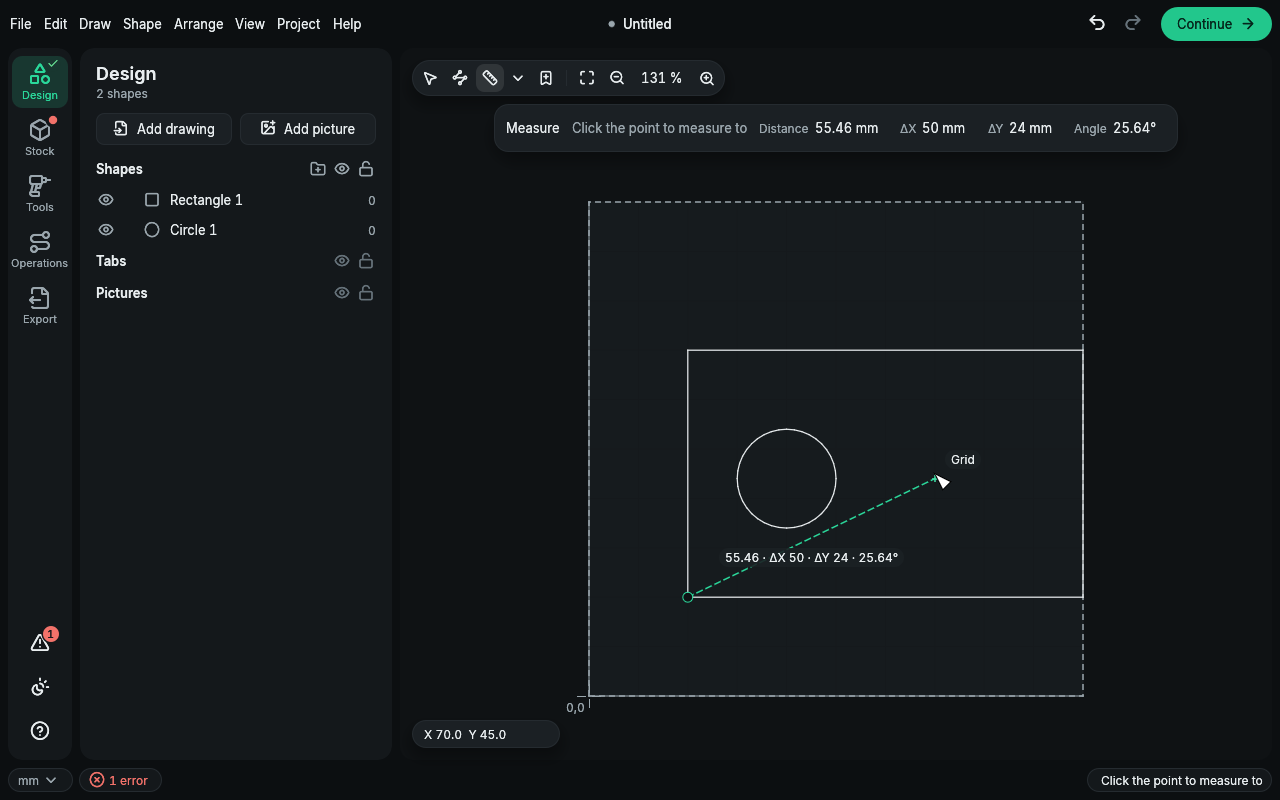 File Edit Draw Shape Arrange View Project Help
Untitled
Continue
Design
Stock
Tools
Operations
Export
1
Design
2 shapes
Add drawing
Add picture
Shapes
Rectangle 1 0
Circle 1 0
Tabs
Pictures
131 %
Measure Click the point to measure to Distance 55.46 mm ΔX 50 mm ΔY 24 mm Angle 25.64°
Grid
55.46 · ΔX 50 · ΔY 24 · 25.64°
0,0
X 70.0 Y 45.0
mm
1 error
Click the point to measure to